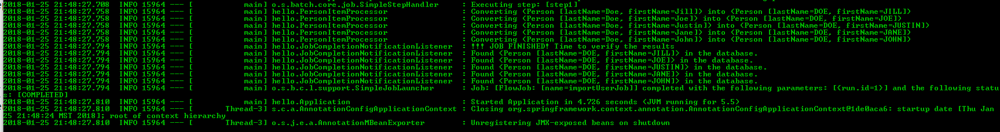 2018-01-25 21:48:27.708  INFO 15964 --- [           main] o.s.batch.core.job.SimpleStepHandler     : Executing step: [step1]
2018-01-25 21:48:27.758  INFO 15964 --- [           main] hello.PersonItemProcessor                : Converting (Person [lastName=Doe, firstName=Jill]) into (Person [lastName=DOE, firstName=JILL])
2018-01-25 21:48:27.758  INFO 15964 --- [           main] hello.PersonItemProcessor                : Converting (Person [lastName=Doe, firstName=Joe]) into (Person [lastName=DOE, firstName=JOE])
2018-01-25 21:48:27.758  INFO 15964 --- [           main] hello.PersonItemProcessor                : Converting (Person [lastName=Doe, firstName=Justin]) into (Person [lastName=DOE, firstName=JUSTIN])
2018-01-25 21:48:27.758  INFO 15964 --- [           main] hello.PersonItemProcessor                : Converting (Person [lastName=Doe, firstName=Jane]) into (Person [lastName=DOE, firstName=JANE])
2018-01-25 21:48:27.758  INFO 15964 --- [           main] hello.PersonItemProcessor                : Converting (Person [lastName=Doe, firstName=John]) into (Person [lastName=DOE, firstName=JOHN])
2018-01-25 21:48:27.794  INFO 15964 --- [           main] hello.JobCompletionNotificationListener  : !!! JOB FINISHED! Time to verify the results
2018-01-25 21:48:27.794  INFO 15964 --- [           main] hello.JobCompletionNotificationListener  : Found <Person [lastName=DOE, firstName=JILL]> in the database.
2018-01-25 21:48:27.794  INFO 15964 --- [           main] hello.JobCompletionNotificationListener  : Found <Person [lastName=DOE, firstName=JOE]> in the database.
2018-01-25 21:48:27.794  INFO 15964 --- [           main] hello.JobCompletionNotificationListener  : Found <Person [lastName=DOE, firstName=JUSTIN]> in the database.
2018-01-25 21:48:27.794  INFO 15964 --- [           main] hello.JobCompletionNotificationListener  : Found <Person [lastName=DOE, firstName=JANE]> in the database.
2018-01-25 21:48:27.794  INFO 15964 --- [           main] hello.JobCompletionNotificationListener  : Found <Person [lastName=DOE, firstName=JOHN]> in the database.
2018-01-25 21:48:27.794  INFO 15964 --- [           main] o.s.b.c.l.support.SimpleJobLauncher      : Job: [FlowJob: [name=importUserJob]] completed with the following parameters: [{run.id=1}] and the following statu
s: [COMPLETED]
2018-01-25 21:48:27.810  INFO 15964 --- [           main] hello.Application                        : Started Application in 4.726 seconds (JVM running for 5.5)
2018-01-25 21:48:27.810  INFO 15964 --- [       Thread-3] s.c.a.AnnotationConfigApplicationContext : Closing org.springframework.context.annotation.AnnotationConfigApplicationContext@1de0aca6: startup date [Thu Jan
25 21:48:24 MST 2018]; root of context hierarchy
2018-01-25 21:48:27.810  INFO 15964 --- [       Thread-3] o.s.j.e.a.AnnotationMBeanExporter        : Unregistering JMX-exposed beans on shutdown